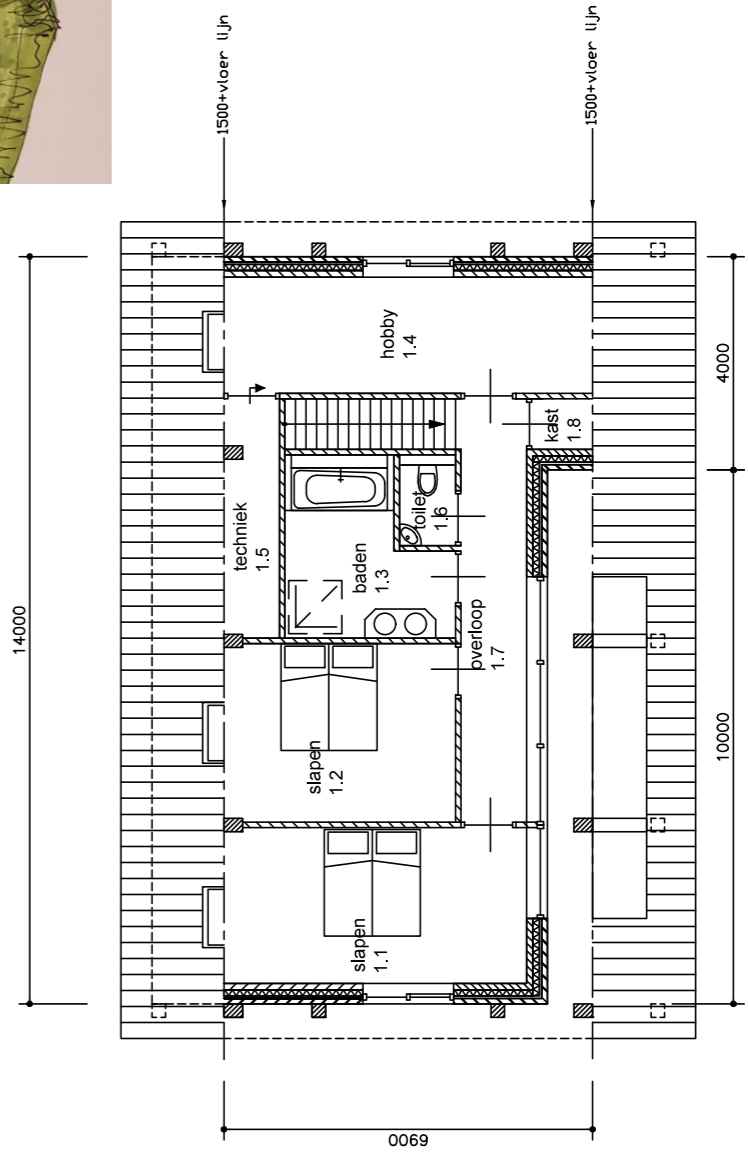 1500+vloer lijn
1500+vloer lijn
14000
hobby
1.4
4000
kast
1.8
techniek
1.5
toilet
1.6
baden
1.3
overloop
1.7
10000
slapen
1.2
slapen
1.1
6900